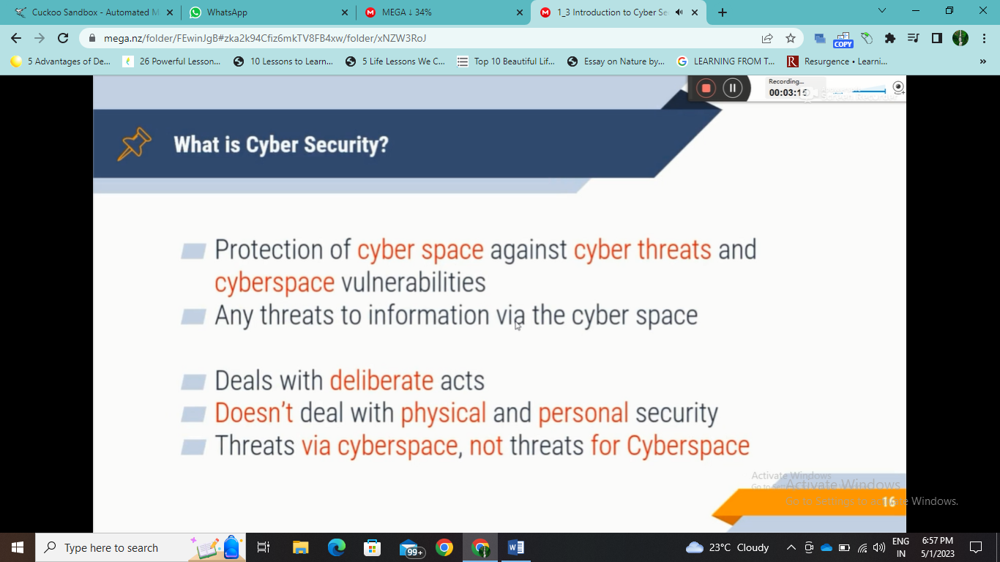 Cuckoo Sandbox - Automated M
WhatsApp
MEGA ↓ 34%
1_3 Introduction to Cyber Se
mega.nz/folder/FEwinJgB#zka2k94Cfiz6mkTV8FB4xw/folder/xNZW3RoJ
COPY
5 Advantages of De...
26 Powerful Lesson...
10 Lessons to Learn...
5 Life Lessons We C...
Top 10 Beautiful Lif...
Essay on Nature by...
LEARNING FROM T...
Resurgence • Learni...
Recording...
00:03:16
Screen Recorder
What is Cyber Security?
Protection of cyber space against cyber threats and
cyberspace vulnerabilities
Any threats to information via the cyber space
Deals with deliberate acts
Doesn't deal with physical and personal security
Threats via cyberspace, not threats for Cyberspace
Activate Windows
Activate Windows
Go to Settings to activate Windows.
16
Type here to search
99+
23°C Cloudy
ENG
IN
6:57 PM
5/1/2023